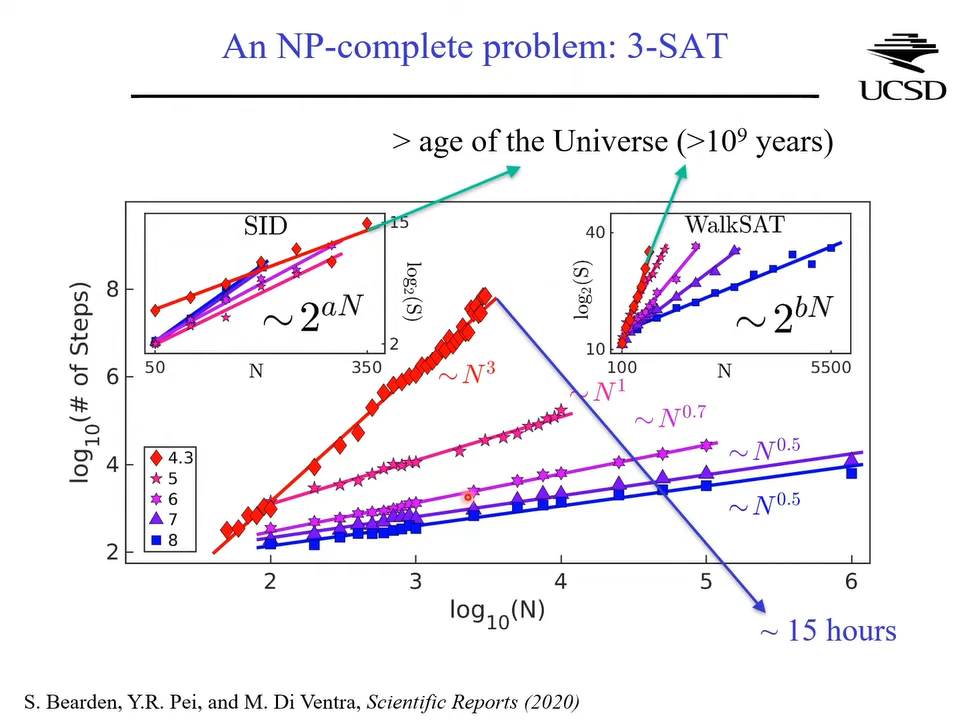 An NP-complete problem: 3-SAT
UCSD
> age of the Universe (>10⁹ years)
SID
15
log₂(S)
~2^{aN}
2
50
N
350
WalkSAT
40
log₂(S)
~2^{bN}
10
100
N
5500
log₁₀(# of Steps)
8
6
4
2
~N³
~N¹
~N^{0.7}
~N^{0.5}
~N^{0.5}
4.3
5
6
7
8
2
3
4
5
6
log₁₀(N)
~ 15 hours
S. Bearden, Y.R. Pei, and M. Di Ventra, Scientific Reports (2020)